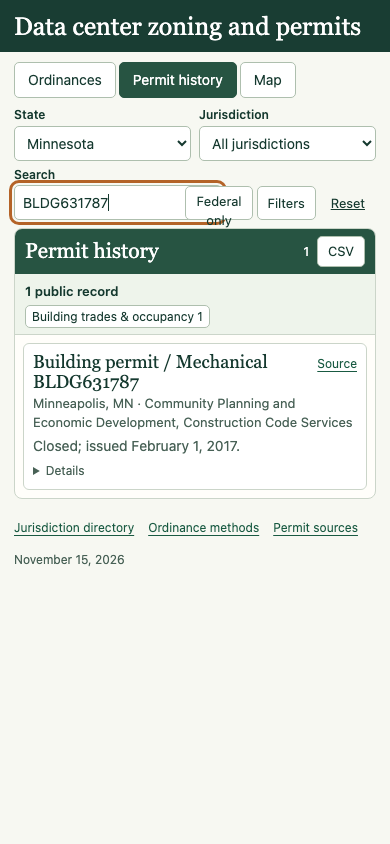 Data center zoning and permits
Ordinances Permit history Map
State Jurisdiction
Minnesota All jurisdictions
Search
BLDG631787 Federal only Filters Reset
Permit history 1 CSV
1 public record
Building trades & occupancy 1
Building permit / Mechanical Source
BLDG631787
Minneapolis, MN · Community Planning and
Economic Development, Construction Code Services
Closed; issued February 1, 2017.
Details
Jurisdiction directory Ordinance methods Permit sources
November 15, 2026